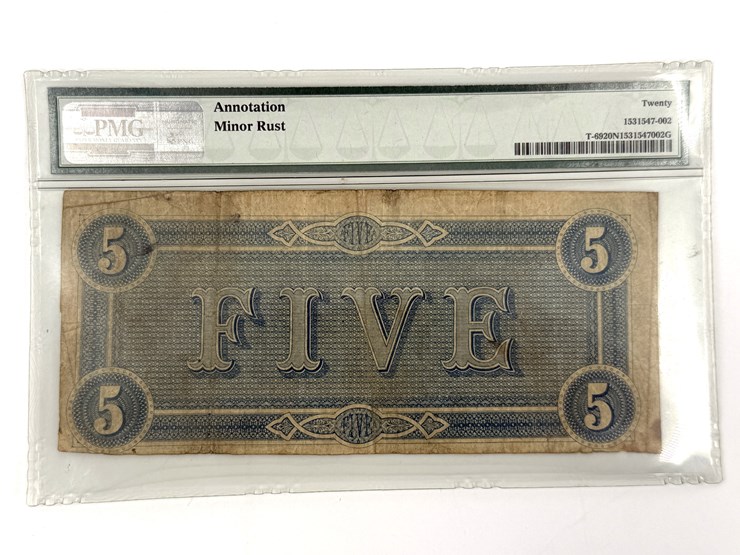 PMG
Annotation
Minor Rust
Twenty
1531547-002
T-6920N1531547002G
5
FIVE
5
FIVE
5
FIVE
5